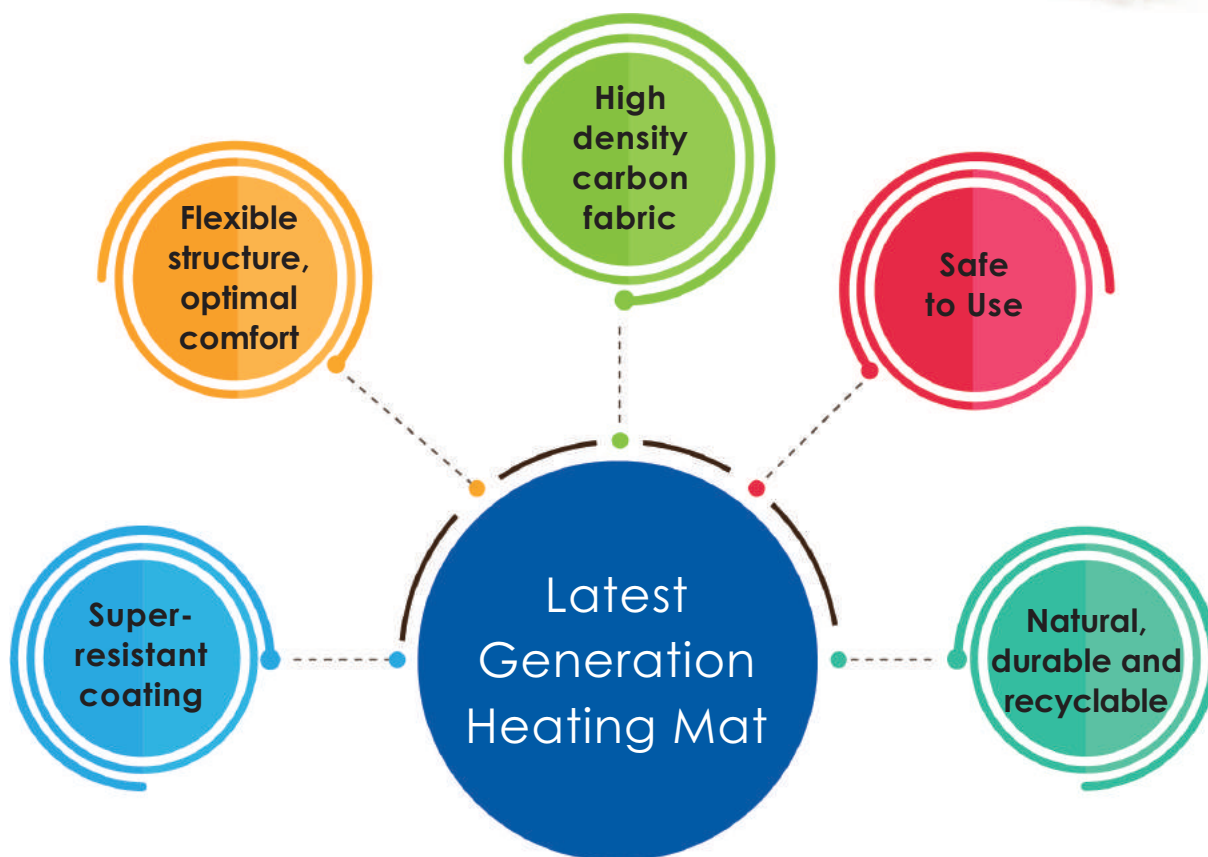 High
density
carbon
fabric
Flexible
structure,
optimal
comfort
Safe
to Use
Super-
resistant
coating
Latest
Generation
Heating Mat
Natural,
durable and
recyclable